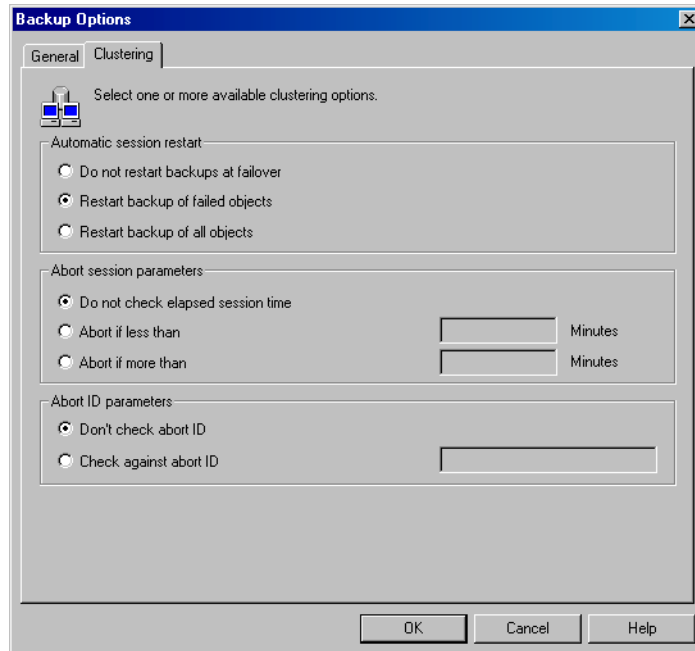 Backup Options
General Clustering
Select one or more available clustering options.
Automatic session restart
Do not restart backups at failover
Restart backup of failed objects
Restart backup of all objects
Abort session parameters
Do not check elapsed session time
Abort if less than Minutes
Abort if more than Minutes
Abort ID parameters
Don't check abort ID
Check against abort ID
OK Cancel Help